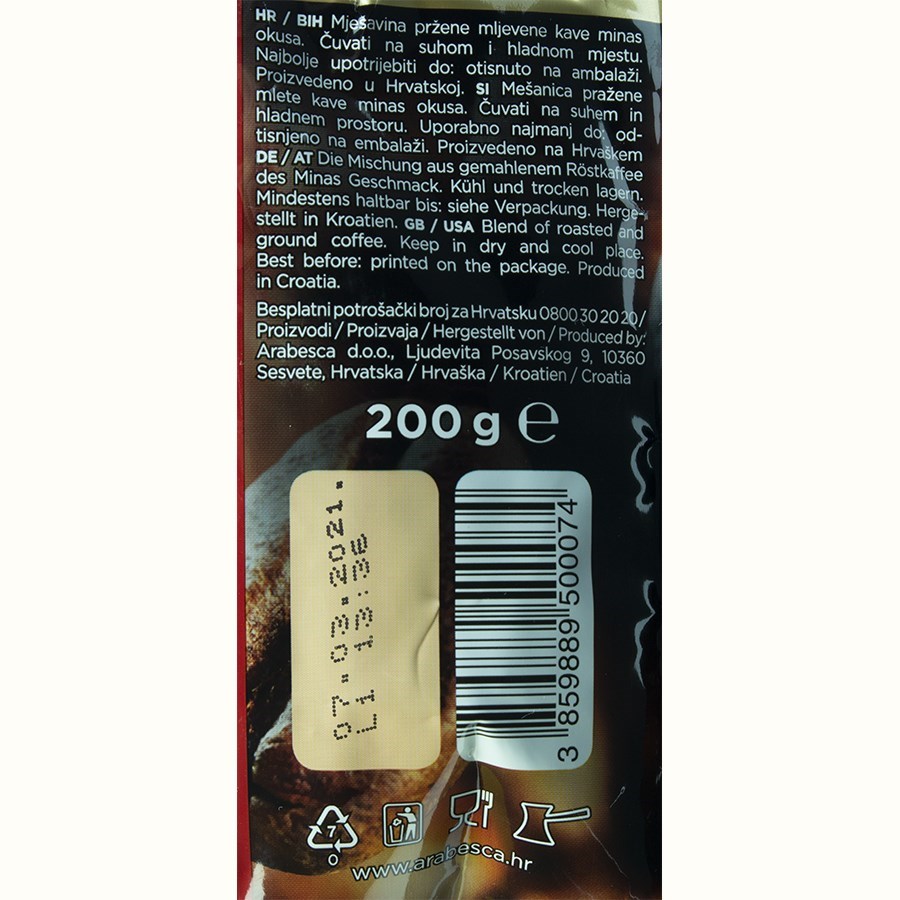 HR / BIH Mješavina pržene mljevene kave minas
okusa. Čuvati na suhom i hladnom mjestu.
Najbolje upotrijebiti do: otisnuto na ambalaži.
Proizvedeno u Hrvatskoj. SI Mešanica pražene
mlete kave minas okusa. Čuvati na suhem in
hladnem prostoru. Uporabno najmanj do: od-
tisnjeno na embalaži. Proizvedeno na Hrvaškem
DE / AT Die Mischung aus gemahlenem Röstkaffee
des Minas Geschmack. Kühl und trocken lagern.
Mindestens haltbar bis: siehe Verpackung. Herge-
stellt in Kroatien. GB / USA Blend of roasted and
ground coffee. Keep in dry and cool place.
Best before: printed on the package. Produced
in Croatia.
Besplatni potrošački broj za Hrvatsku 0800 30 20 20/
Proizvodi / Proizvaja / Hergestellt von / Produced by:
Arabesca d.o.o., Ljudevita Posavskog 9, 10360
Sesvete, Hrvatska / Hrvaška / Kroatien / Croatia
200 g e
07.03.2021.
L1 13:3E
3 859889 500074
7
O
www.arabesca.hr